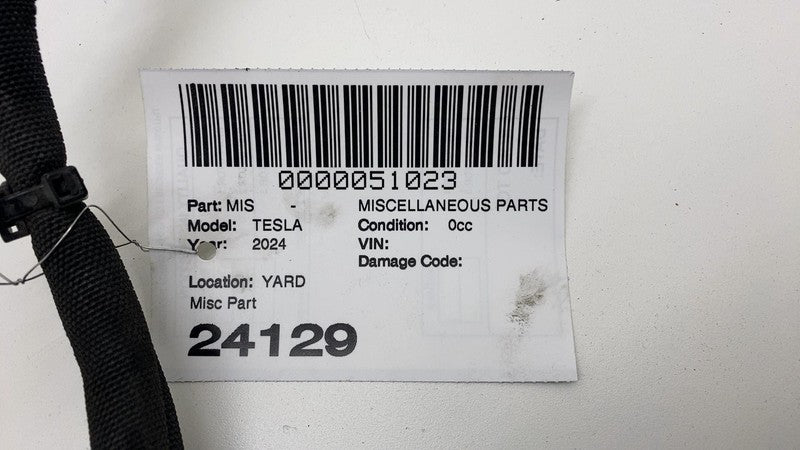 0000051023
Part: MIS - MISCELLANEOUS PARTS
Model: TESLA Condition: 0cc
Year: 2024 VIN:
Damage Code:
Location: YARD
Misc Part
24129